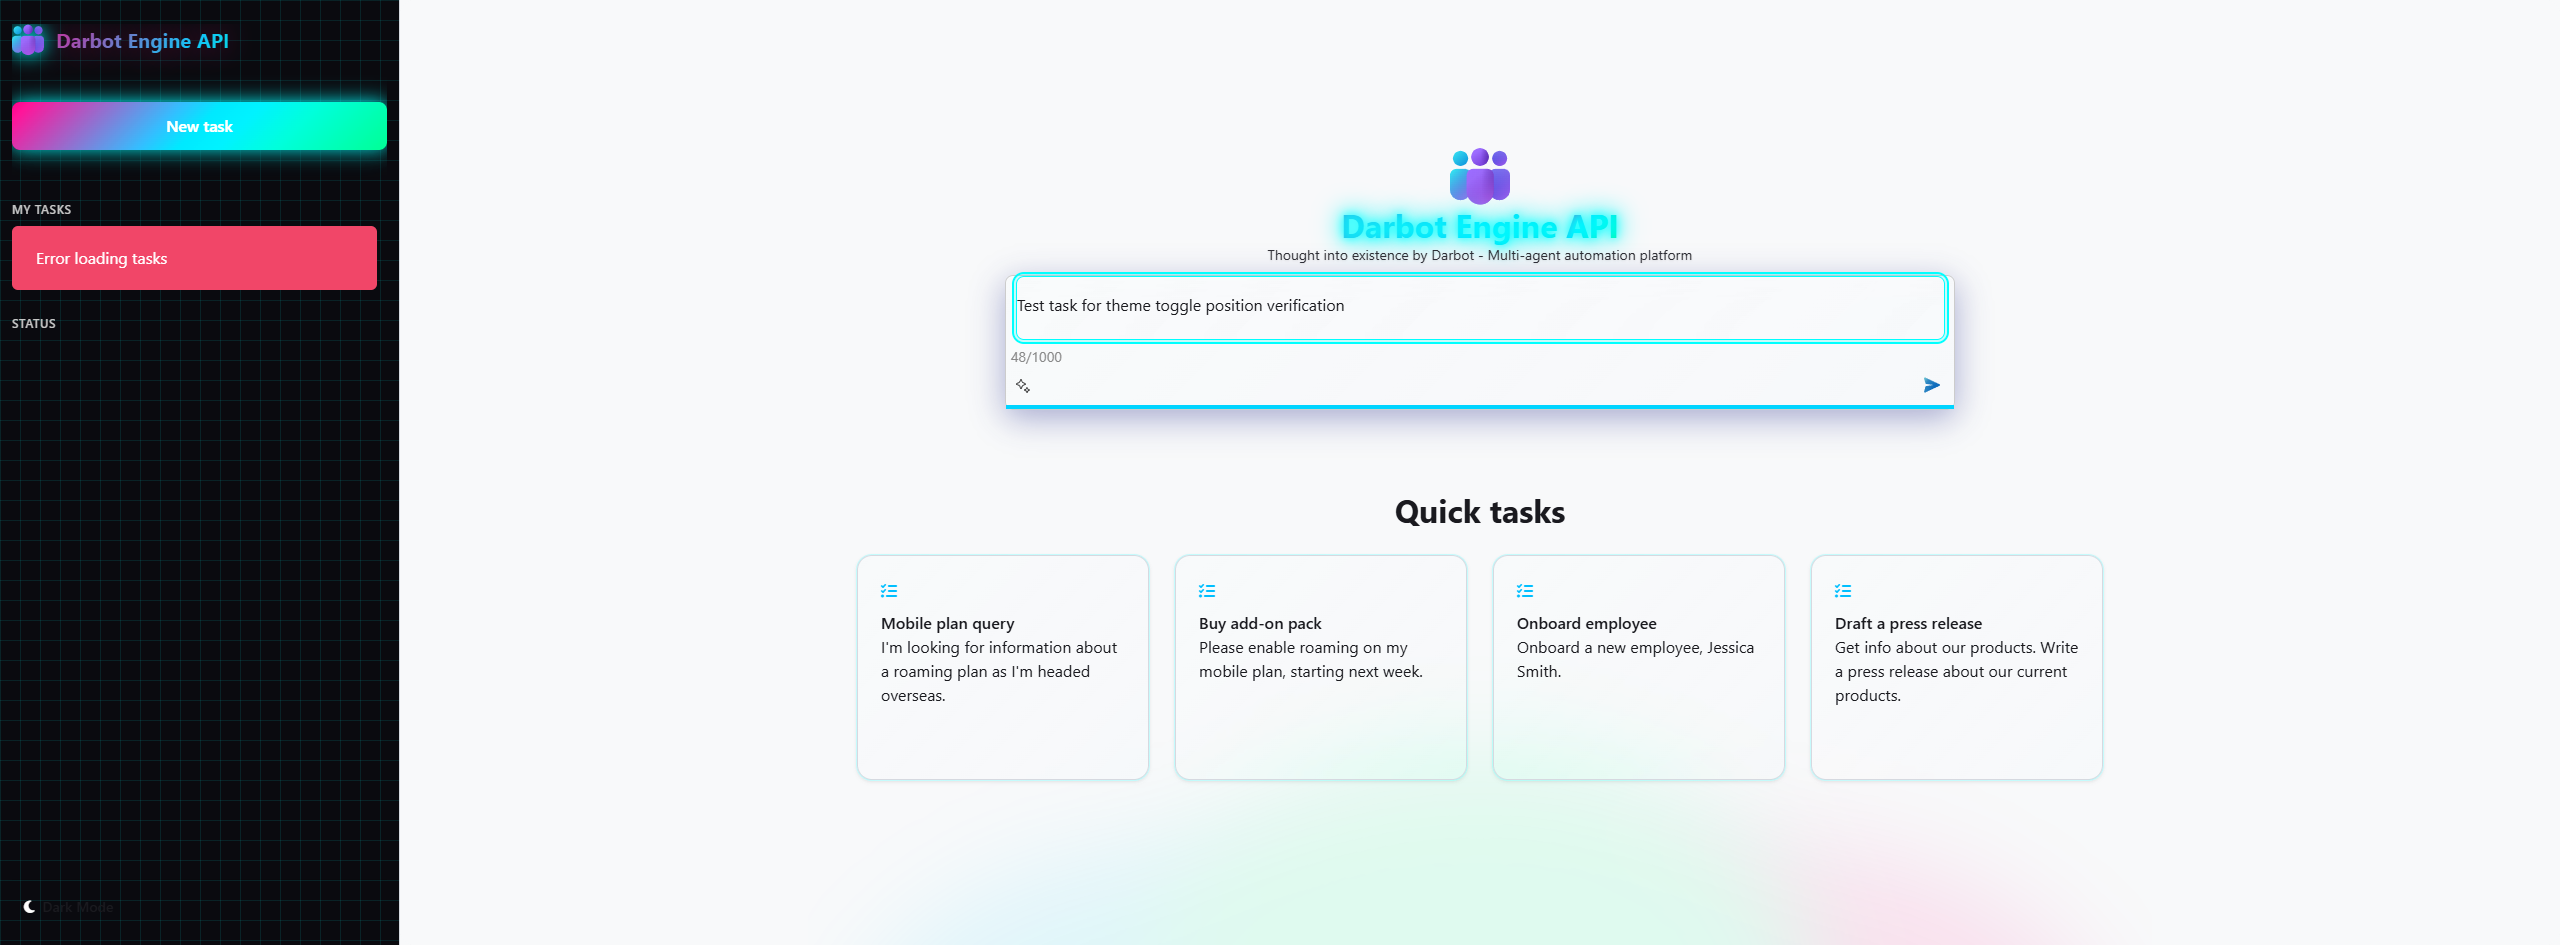 Darbot Engine API
New task
MY TASKS
Error loading tasks
STATUS
Dark Mode
Darbot Engine API
Thought into existence by Darbot - Multi-agent automation platform
Test task for theme toggle position verification
48/1000
Quick tasks
Mobile plan query
I'm looking for information about
a roaming plan as I'm headed
overseas.
Buy add-on pack
Please enable roaming on my
mobile plan, starting next week.
Onboard employee
Onboard a new employee, Jessica
Smith.
Draft a press release
Get info about our products. Write
a press release about our current
products.